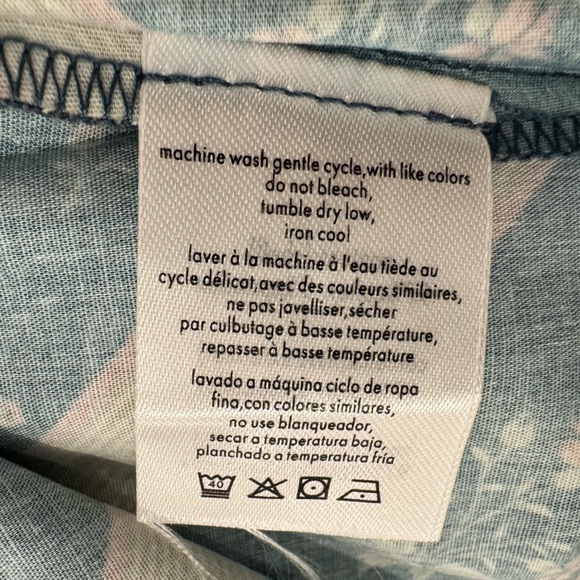 machine wash gentle cycle,with like colors
do not bleach,
tumble dry low,
iron cool
laver à la machine à l'eau tiède au
cycle délicat,avec des couleurs similaires,
ne pas javelliser,sécher
par culbutage à basse température,
repasser à basse température
lavado a máquina ciclo de ropa
fina,con colores similares,
no use blanqueador,
secar a temperatura baja,
planchado a temperatura fría
40